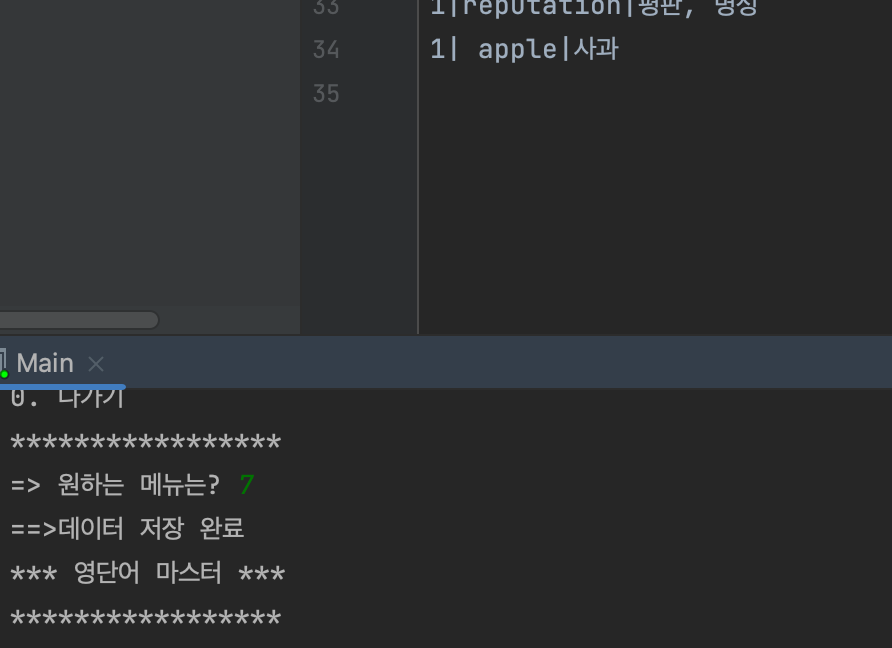 33 1|reputation|평판, 명성
34 1| apple|사과
35
Main
0. 나가기
*****************
=> 원하는 메뉴는? 7
==>데이터 저장 완료
*** 영단어 마스터 ***
*****************